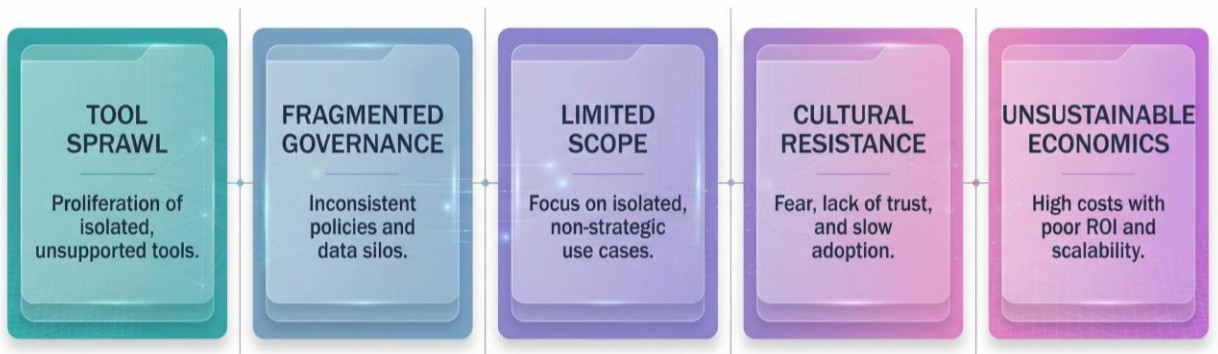 TOOL
SPRAWL
Proliferation of
isolated,
unsupported tools.
FRAGMENTED
GOVERNANCE
Inconsistent
policies and
data silos.
LIMITED
SCOPE
Focus on isolated,
non-strategic
use cases.
CULTURAL
RESISTANCE
Fear, lack of trust,
and slow
adoption.
UNSUSTAINABLE
ECONOMICS
High costs with
poor ROI and
scalability.